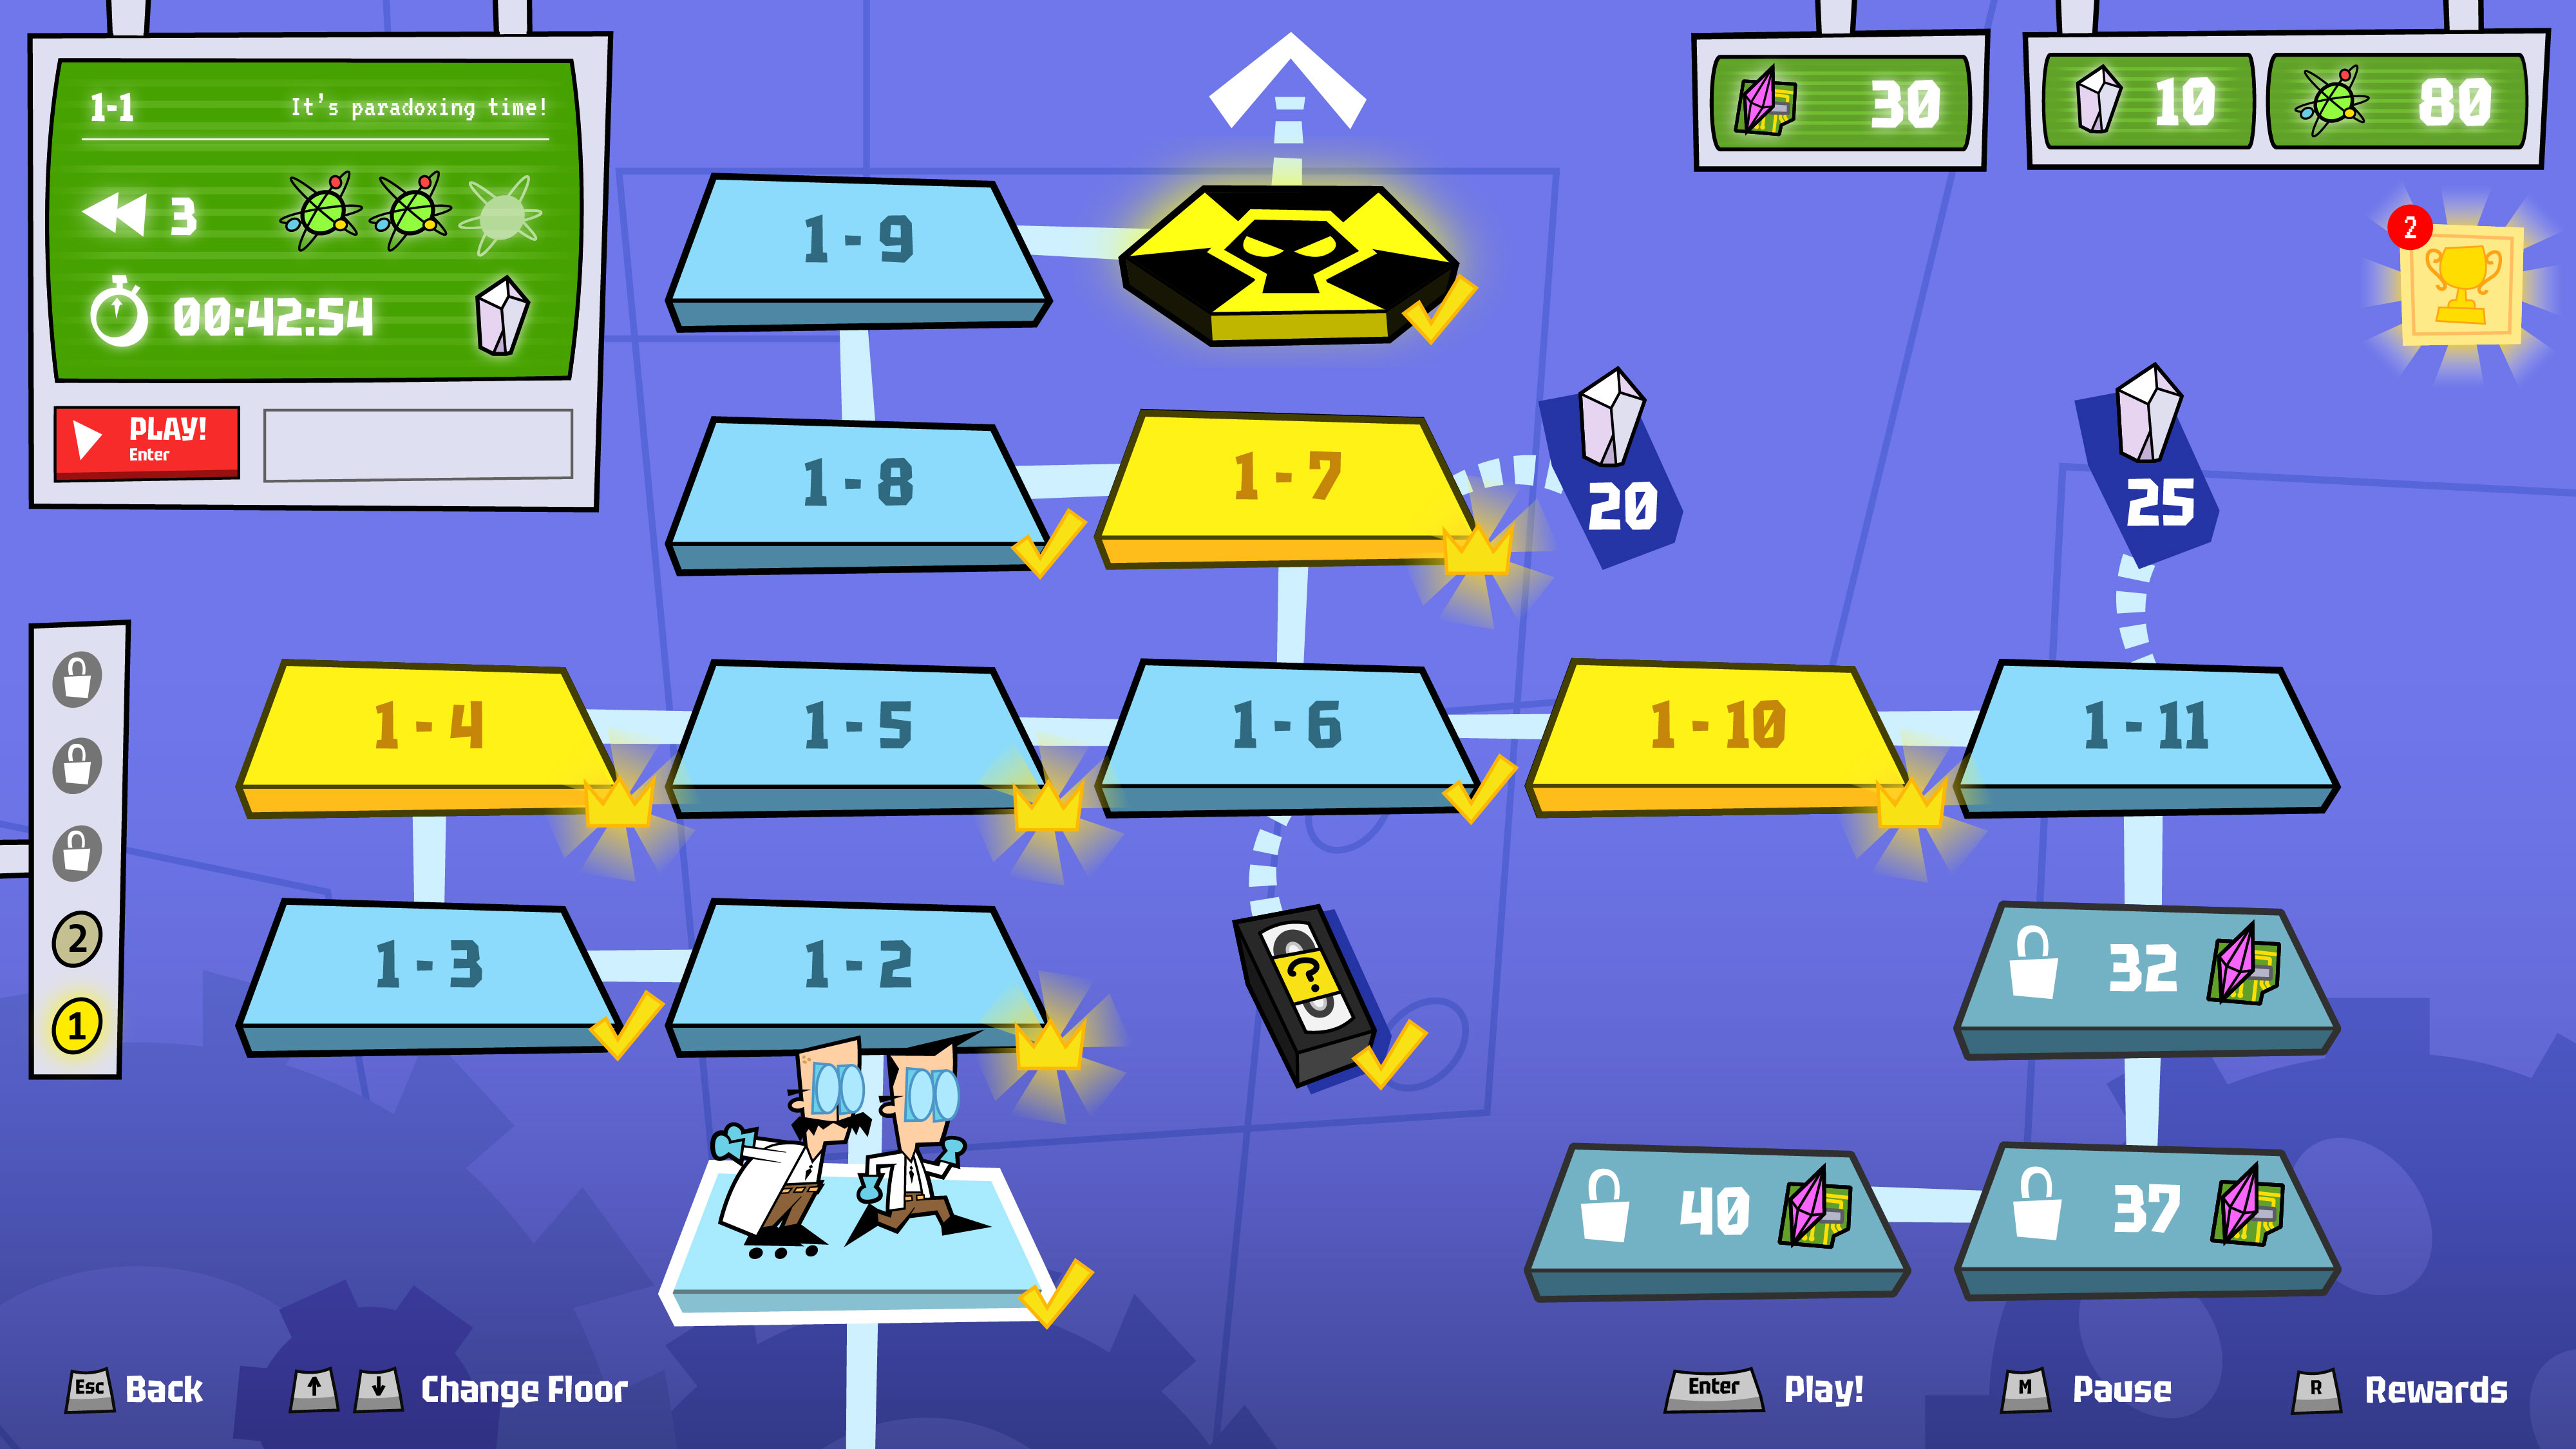 1-1 It's paradoxing time!
3
00:42:54
PLAY!
Enter
30
10
80
2
1 - 9
1 - 8
1 - 7
20
25
1 - 4
1 - 5
1 - 6
1 - 10
1 - 11
2
1
1 - 3
1 - 2
?
32
40
37
Esc Back
Change Floor
Enter Play!
M Pause
R Rewards